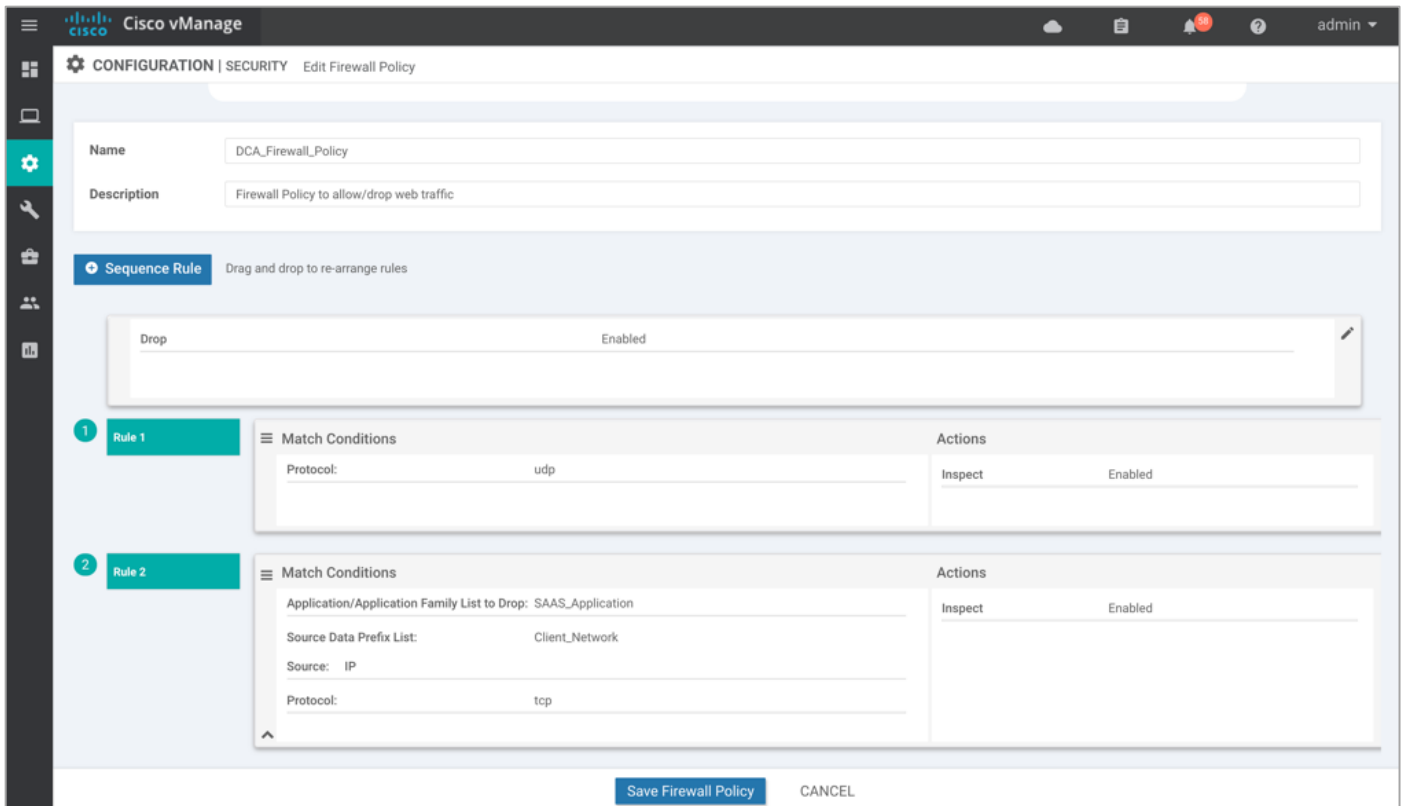 cisco Cisco vManage 58 admin
CONFIGURATION | SECURITY Edit Firewall Policy
Name DCA_Firewall_Policy
Description Firewall Policy to allow/drop web traffic
Sequence Rule Drag and drop to re-arrange rules
Drop Enabled
1 Rule 1 Match Conditions Actions
Protocol: udp Inspect Enabled
2 Rule 2 Match Conditions Actions
Application/Application Family List to Drop: SAAS_Application Inspect Enabled
Source Data Prefix List: Client_Network
Source: IP
Protocol: tcp
Save Firewall Policy CANCEL